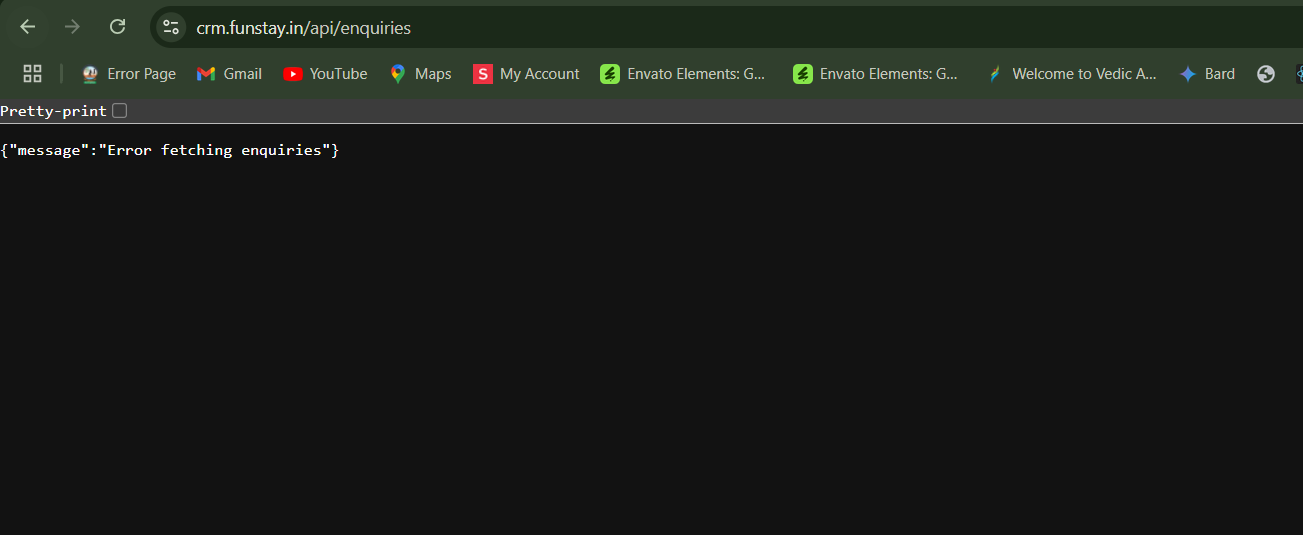 crm.funstay.in/api/enquiries
Error Page Gmail YouTube Maps S My Account Envato Elements: G... Envato Elements: G... Welcome to Vedic A... Bard
Pretty-print
{"message":"Error fetching enquiries"}